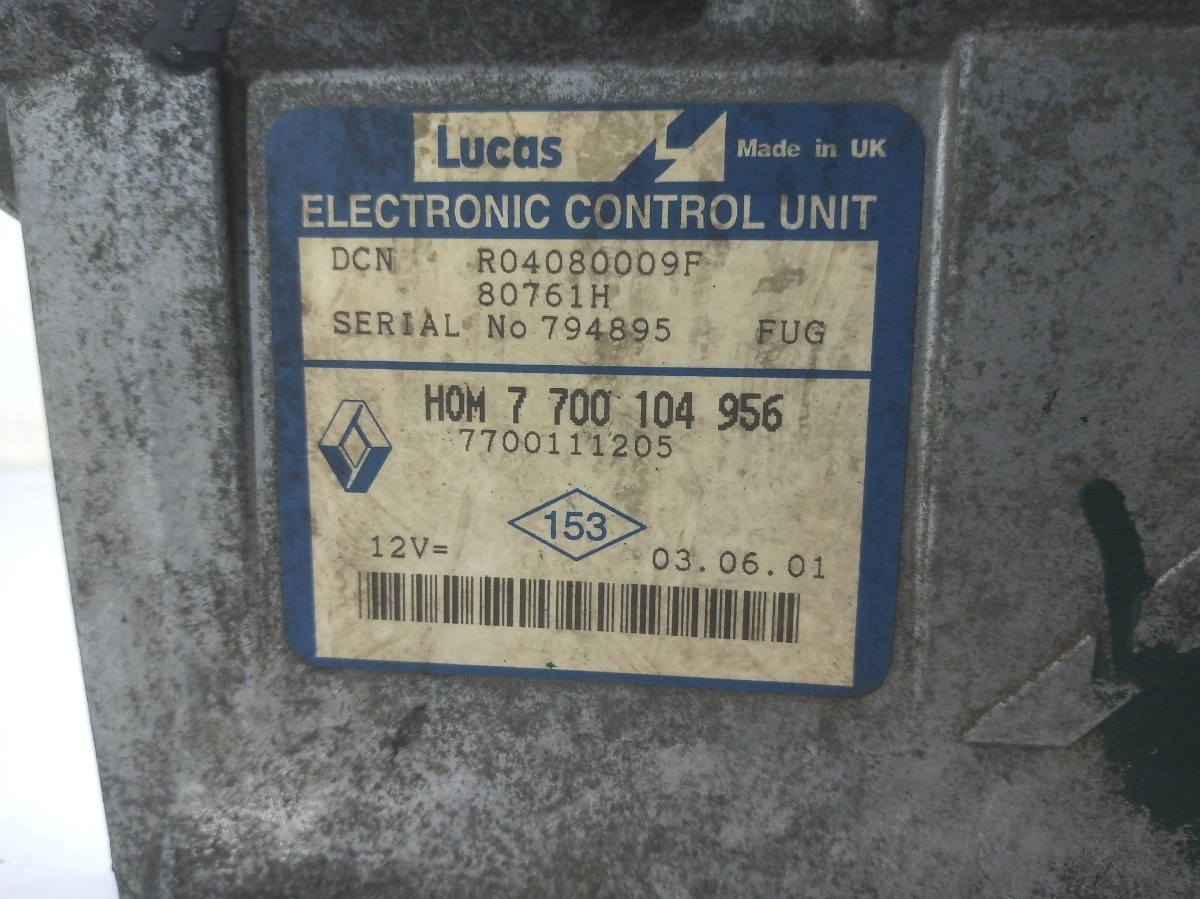 Lucas Made in UK
ELECTRONIC CONTROL UNIT
DCN R04080009F
80761H
SERIAL No 794895 FUG
HOM 7 700 104 956
7700111205
153
12V= 03.06.01